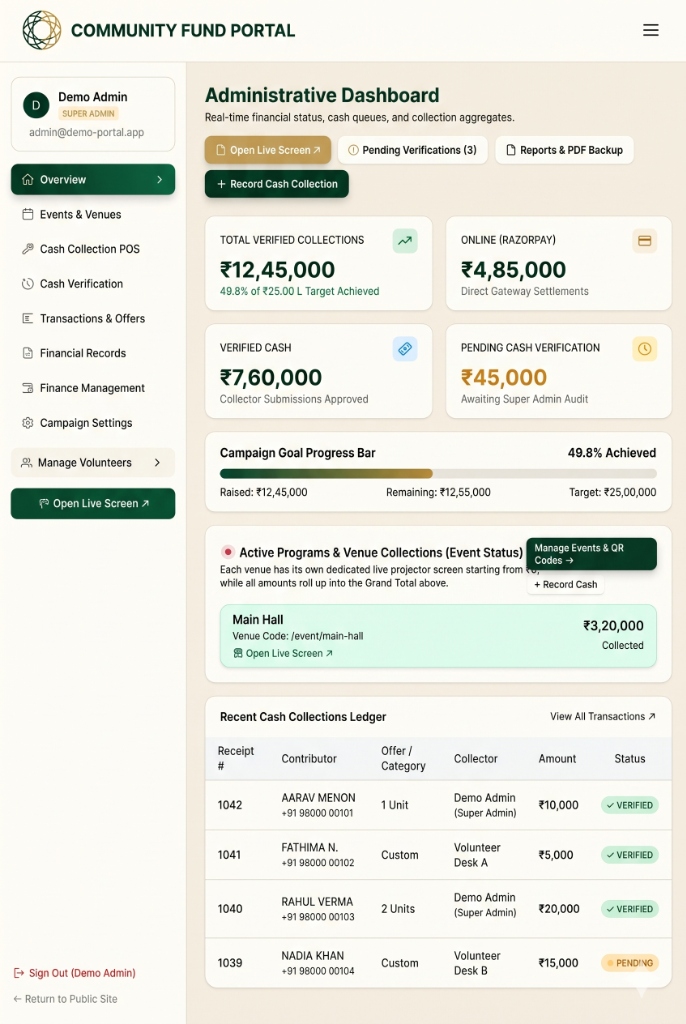 COMMUNITY FUND PORTAL
D
Demo Admin
SUPER ADMIN
admin@demo-portal.app
Overview
Events & Venues
Cash Collection POS
Cash Verification
Transactions & Offers
Financial Records
Finance Management
Campaign Settings
Manage Volunteers
Open Live Screen ↗
Sign Out (Demo Admin)
← Return to Public Site
Administrative Dashboard
Real-time financial status, cash queues, and collection aggregates.
Open Live Screen ↗
Pending Verifications (3)
Reports & PDF Backup
+ Record Cash Collection
TOTAL VERIFIED COLLECTIONS
₹12,45,000
49.8% of ₹25.00 L Target Achieved
ONLINE (RAZORPAY)
₹4,85,000
Direct Gateway Settlements
VERIFIED CASH
₹7,60,000
Collector Submissions Approved
PENDING CASH VERIFICATION
₹45,000
Awaiting Super Admin Audit
Campaign Goal Progress Bar
49.8% Achieved
Raised: ₹12,45,000
Remaining: ₹12,55,000
Target: ₹25,00,000
Active Programs & Venue Collections (Event Status)
Each venue has its own dedicated live projector screen starting from
while all amounts roll up into the Grand Total above.
Manage Events & QR
Codes →
+ Record Cash
Main Hall
Venue Code: /event/main-hall
Open Live Screen ↗
₹3,20,000
Collected
Recent Cash Collections Ledger
View All Transactions ↗
Receipt
#
Contributor
Offer /
Category
Collector
Amount
Status
1042
AARAV MENON
+91 98000 00101
1 Unit
Demo Admin
(Super Admin)
₹10,000
✓ VERIFIED
1041
FATHIMA N.
+91 98000 00102
Custom
Volunteer
Desk A
₹5,000
✓ VERIFIED
1040
RAHUL VERMA
+91 98000 00103
2 Units
Demo Admin
(Super Admin)
₹20,000
✓ VERIFIED
1039
NADIA KHAN
+91 98000 00104
Custom
Volunteer
Desk B
₹15,000
PENDING